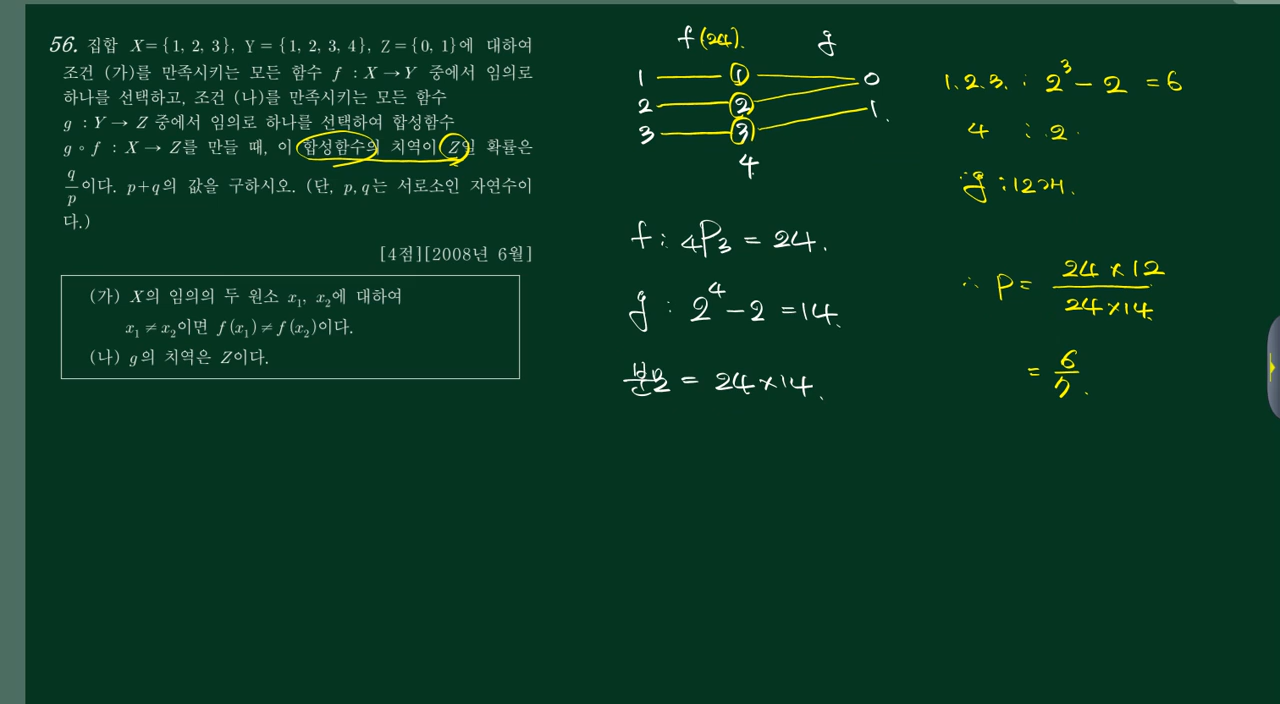 56. 집합 X={1, 2, 3}, Y={1, 2, 3, 4}, Z={0, 1}에 대하여
조건 (가)를 만족시키는 모든 함수 f : X→Y 중에서 임의로
하나를 선택하고, 조건 (나)를 만족시키는 모든 함수
g : Y→Z 중에서 임의로 하나를 선택하여 합성함수
g∘f : X→Z를 만들 때, 이 합성함수의 치역이 Z일 확률은
q/p이다. p+q의 값을 구하시오. (단, p, q는 서로소인 자연수이
다.)
[4점][2008년 6월]
(가) X의 임의의 두 원소 x₁, x₂에 대하여
x₁≠x₂이면 f(x₁)≠f(x₂)이다.
(나) g의 치역은 Z이다.
f(24). g
1 ① 0
2 ② 1.
3 ③
4
f : ₄P₃ = 24.
g : 2⁴-2=14.
분모 = 24×14.
1.2.3. : 2³-2=6
4 : 2
∴g : 12개.
∴ P = 24×12/24×14.
= 6/7.